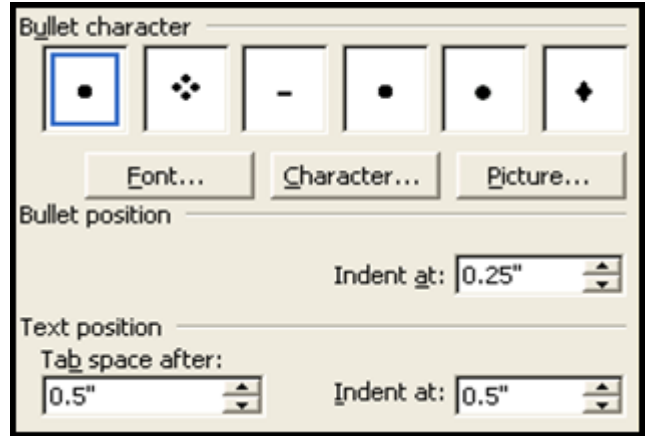 Bullet character
Font... Character... Picture...
Bullet position
Indent at: 0.25"
Text position
Tab space after:
0.5" Indent at: 0.5"